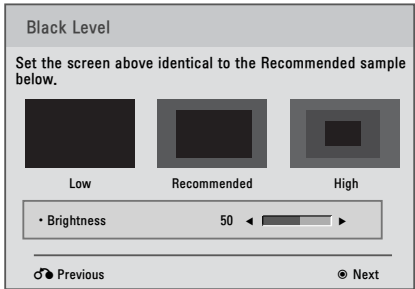 Black Level
Set the screen above identical to the Recommended sample
below.
Low Recommended High
• Brightness 50 ◄ ►
Previous ◉ Next